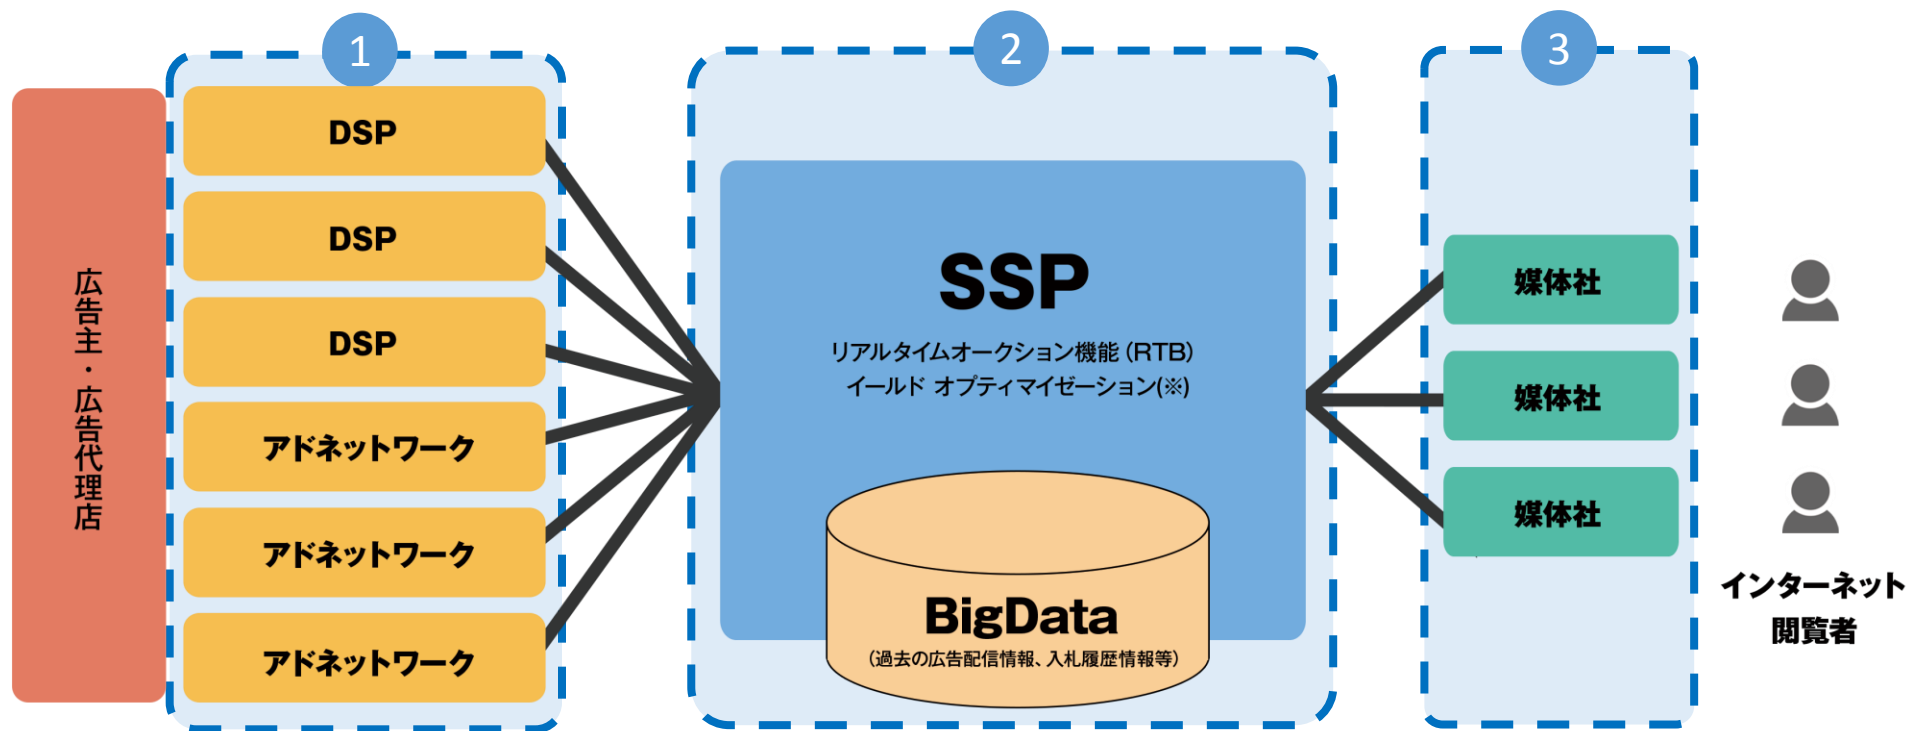 1
2
3
広告主・広告代理店
DSP
DSP
DSP
アドネットワーク
アドネットワーク
アドネットワーク
SSP
リアルタイムオークション機能(RTB)
イールド オプティマイゼーション(※)
BigData
(過去の広告配信情報、入札履歴情報等)
媒体社
媒体社
媒体社
インターネット
閲覧者